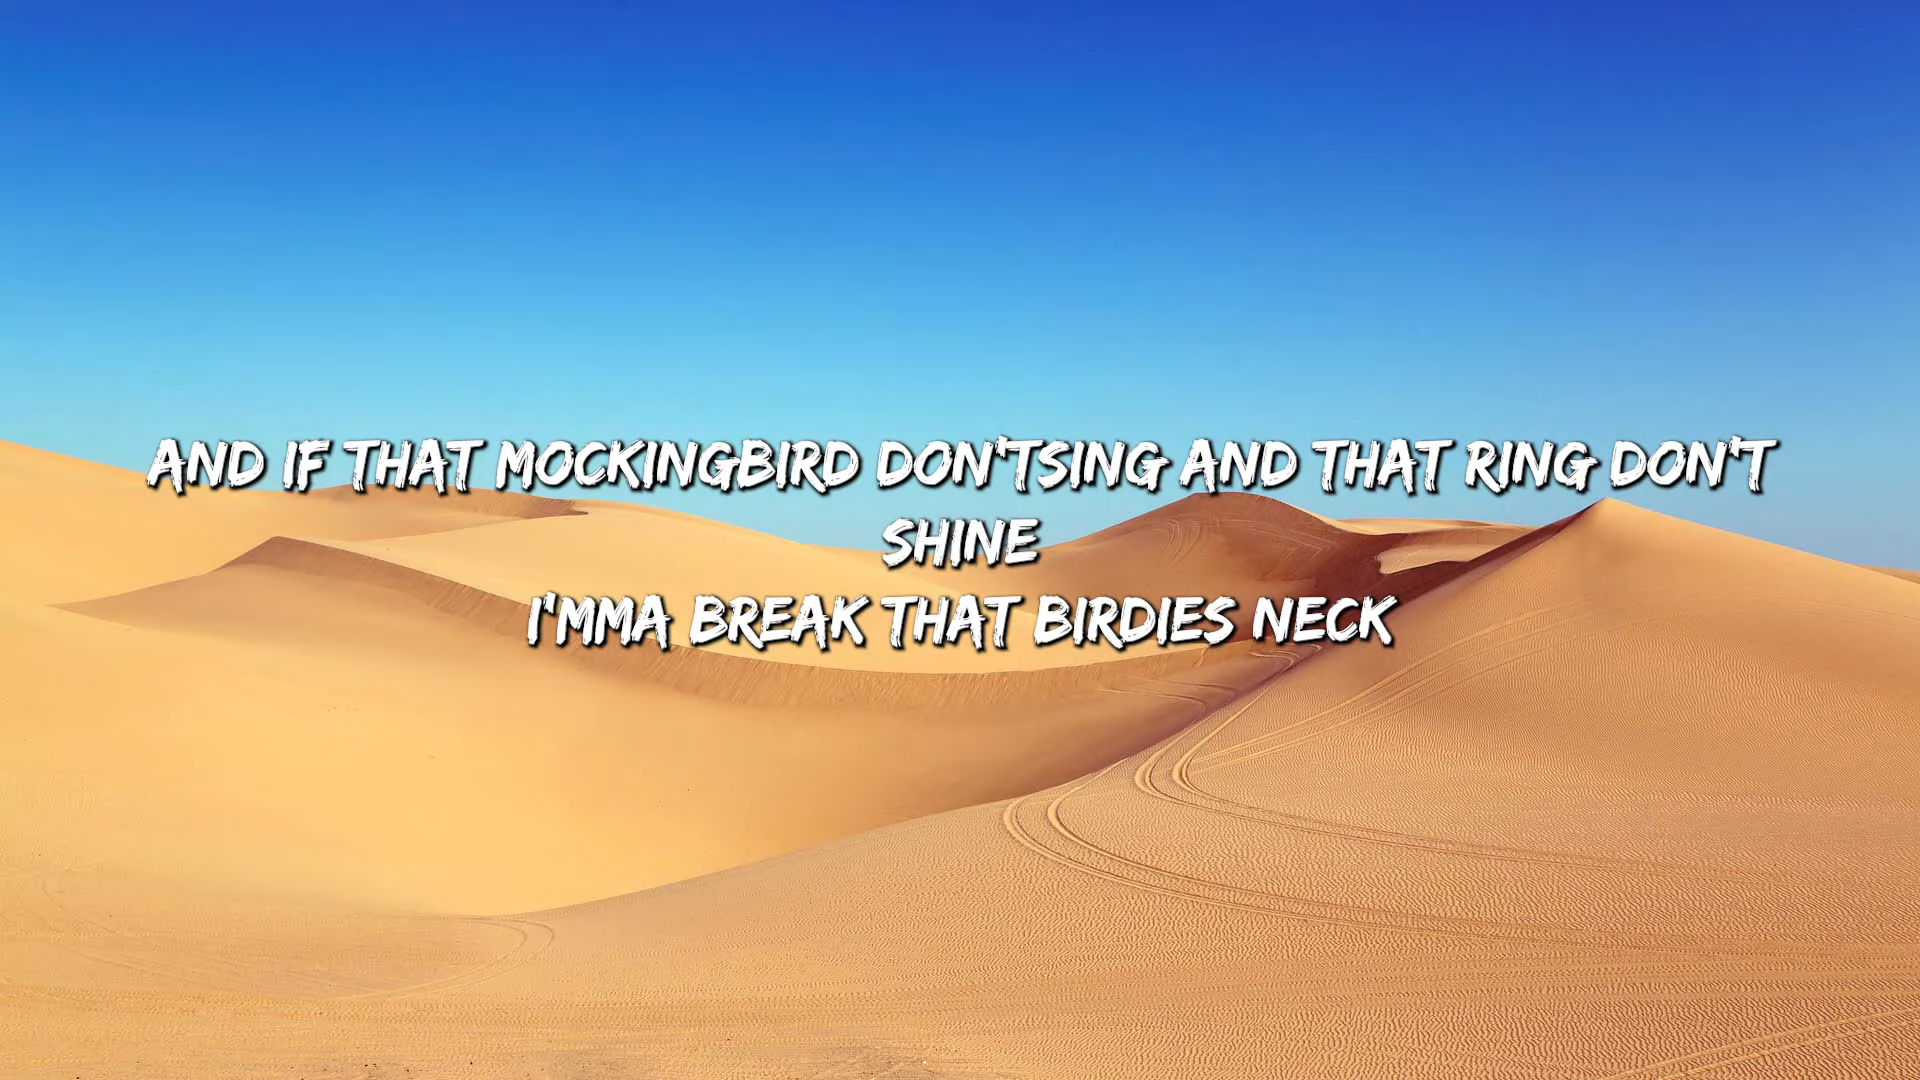 AND IF THAT MOCKINGBIRD DON'TSING AND THAT RING DON'T
SHINE
I'MMA BREAK THAT BIRDIES NECK